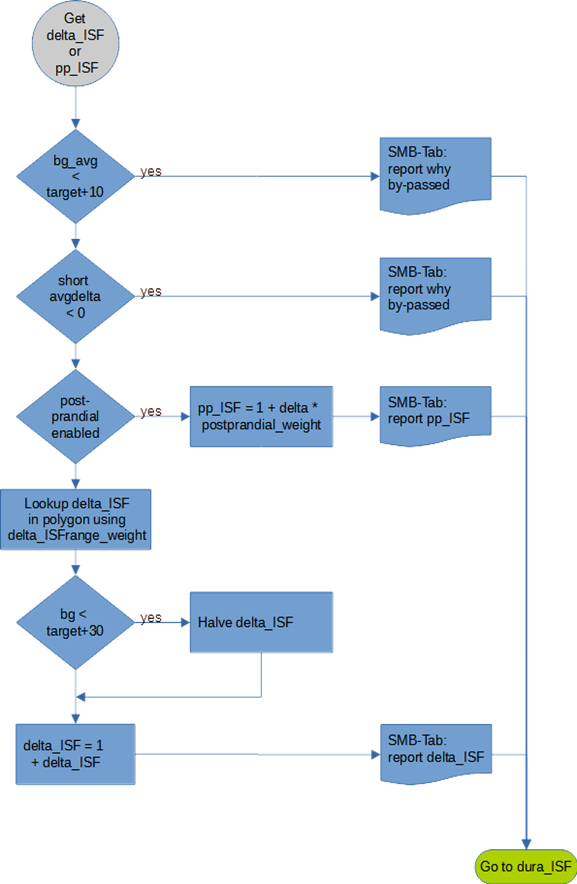 Get
delta_ISF
or
pp_ISF
bg_avg
<
target+10
yes
SMB-Tab:
report why
by-passed
short
avgdelta
< 0
yes
SMB-Tab:
report why
by-passed
post-
prandial
enabled
yes
pp_ISF = 1 + delta *
postprandial_weight
SMB-Tab:
report pp_ISF
Lookup delta_ISF
in polygon using
delta_ISFrange_weight
bg <
target+30
yes
Halve delta_ISF
delta_ISF = 1
+ delta_ISF
SMB-Tab:
report delta_ISF
Go to dura_ISF